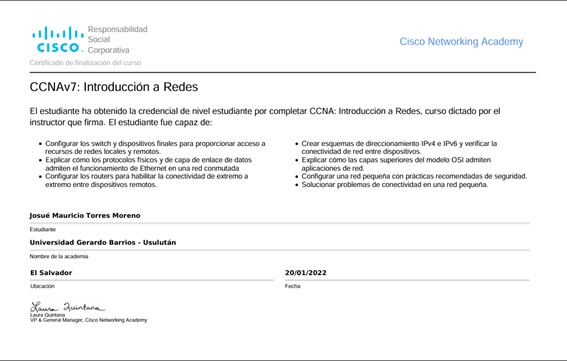 CISCO
Responsabilidad
Social
Corporativa
Cisco Networking Academy
Certificado de finalización del curso
CCNAv7: Introducción a Redes
El estudiante ha obtenido la credencial de nivel estudiante por completar CCNA: Introducción a Redes, curso dictado por el
instructor que firma. El estudiante fue capaz de:
• Configurar los switch y dispositivos finales para proporcionar acceso a
recursos de redes locales y remotos.
• Explicar cómo los protocolos físicos y de capa de enlace de datos
admiten el funcionamiento de Ethernet en una red conmutada
• Configurar los routers para habilitar la conectividad de extremo a
extremo entre dispositivos remotos.
• Crear esquemas de direccionamiento IPv4 e IPv6 y verificar la
conectividad de red entre dispositivos.
• Explicar cómo las capas superiores del modelo OSI admiten
aplicaciones de red.
• Configurar una red pequeña con prácticas recomendadas de seguridad.
• Solucionar problemas de conectividad en una red pequeña.
Josué Mauricio Torres Moreno
Estudiante
Universidad Gerardo Barrios - Usulután
Nombre de la academia
El Salvador
20/01/2022
Ubicación
Fecha
Laura Quintana
Laura Quintana
VP & General Manager, Cisco Networking Academy